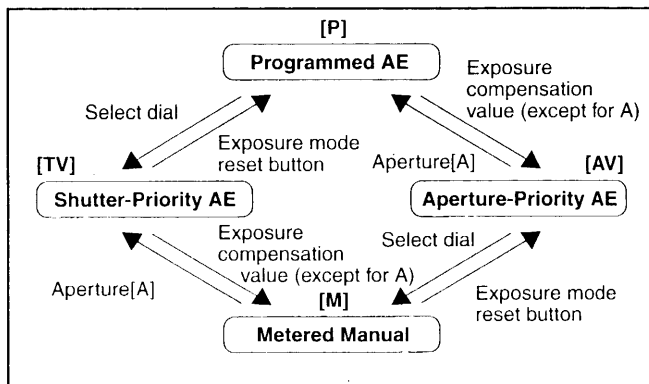 [P]
Programmed AE
Exposure
compensation
value (except for A)
Select dial
Exposure mode
reset button
Aperture[A]
[TV]
[AV]
Shutter-Priority AE
Aperture-Priority AE
Exposure
compensation
value (except for A)
Select dial
Aperture[A]
Exposure mode
reset button
[M]
Metered Manual